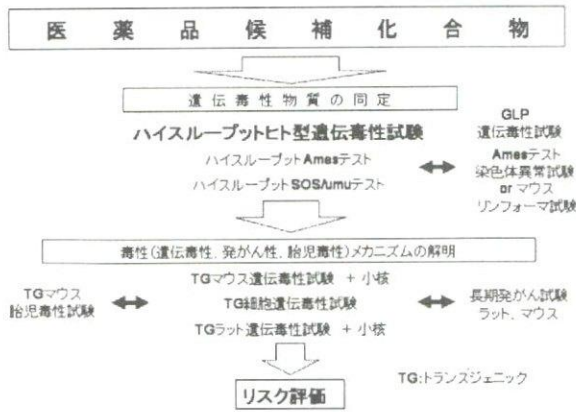 医薬品候補化合物
遺伝毒性物質の同定
ハイスループットヒト型遺伝毒性試験
ハイスループットAmesテスト
ハイスループットSOS/umuテスト
GLP
遺伝毒性試験
Amesテスト
染色体異常試験
or マウス
リンフォーマ試験
毒性(遺伝毒性、発がん性、胎児毒性)メカニズムの解明
TGマウス遺伝毒性試験 + 小核
TG細胞遺伝毒性試験
TGラット遺伝毒性試験 + 小核
TGマウス
胎児毒性試験
長期発がん試験
ラット、マウス
リスク評価
TG:トランスジェニック